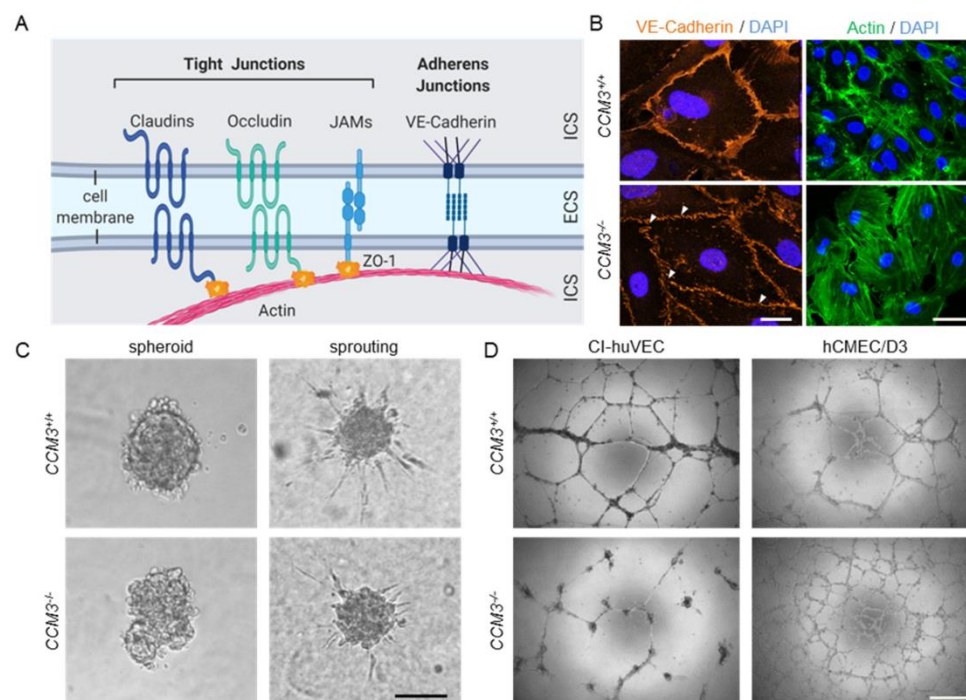 A
Tight Junctions
Adherens
Junctions
Claudins
Occludin
JAMs
VE-Cadherin
cell
membrane
ZO-1
Actin
ICS
ECS
ICS
B
VE-Cadherin / DAPI
Actin / DAPI
CCM3+/+
CCM3-/-
C
spheroid
sprouting
CCM3+/+
CCM3-/-
D
CI-huVEC
hCMEC/D3
CCM3+/+
CCM3-/-